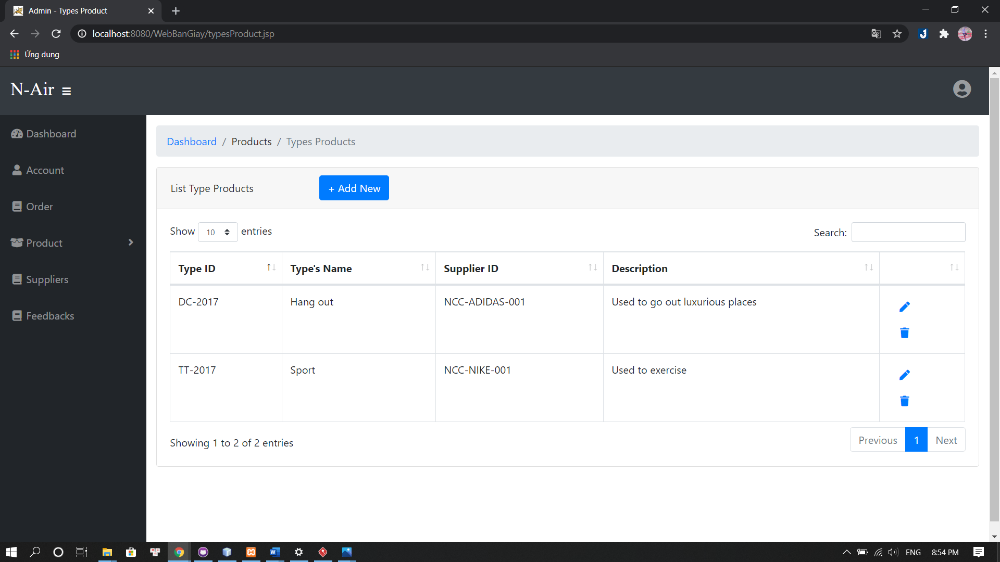 Admin - Types Product
localhost:8080/WebBanGiay/typesProduct.jsp
Ứng dụng
N-Air
Dashboard
Account
Order
Product
Suppliers
Feedbacks
Dashboard / Products / Types Products
List Type Products
+ Add New
Show 10 entries
Search:
Type ID Type's Name Supplier ID Description
DC-2017 Hang out NCC-ADIDAS-001 Used to go out luxurious places
TT-2017 Sport NCC-NIKE-001 Used to exercise
Showing 1 to 2 of 2 entries
Previous 1 Next
ENG 8:54 PM